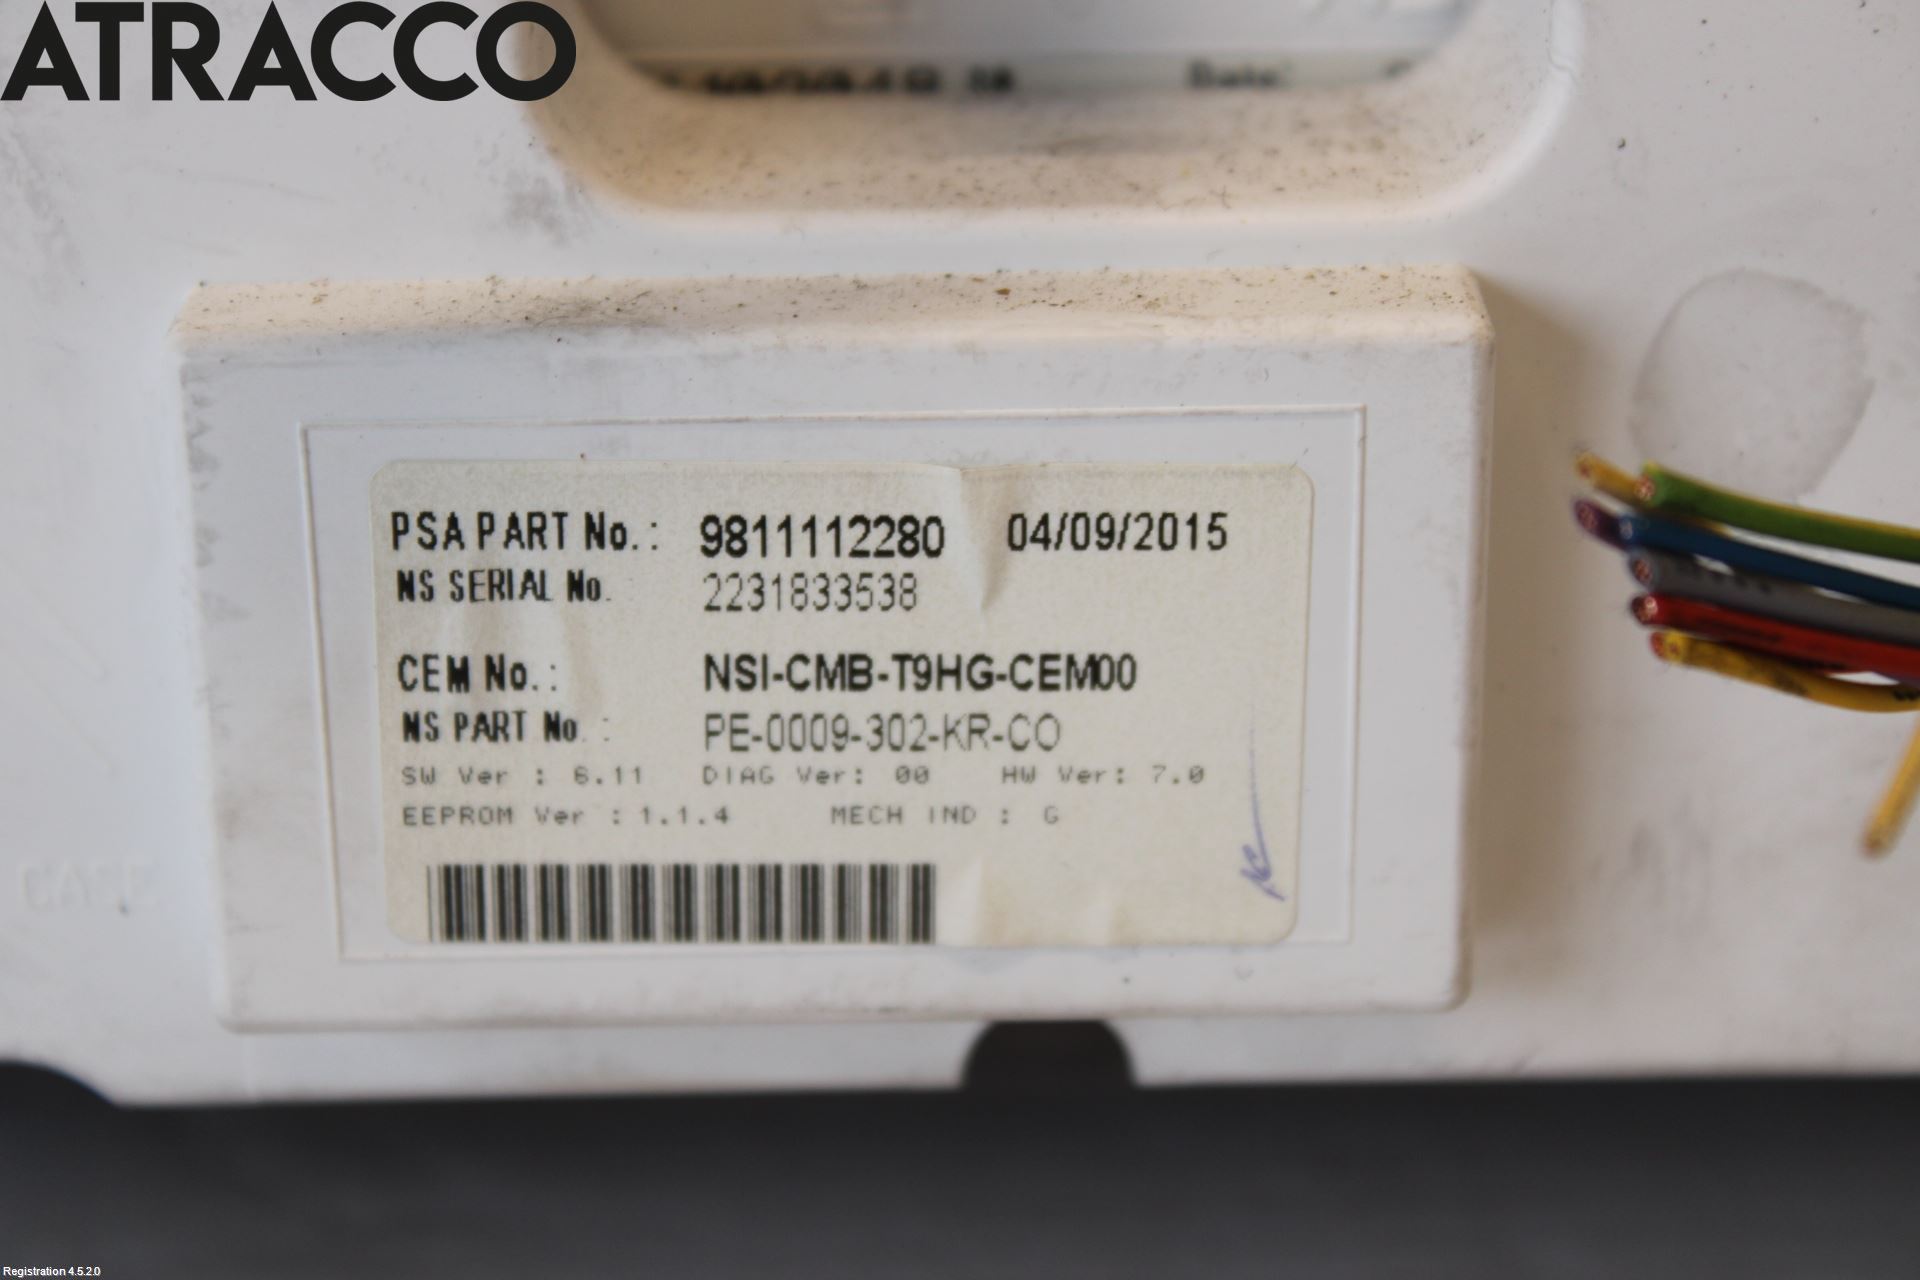 ATRACCO
Date:
PSA PART No.: 9811112280 04/09/2015
NS SERIAL No. 2231833538
CEM No.: NSI-CMB-T9HG-CEM00
NS PART No. : PE-0009-302-KR-CO
SW Ver : 6.11 DIAG Ver: 00 HW Ver: 7.0
EEPROM Ver : 1.1.4 MECH IND : G
CASE
Registration 4.5.2.0